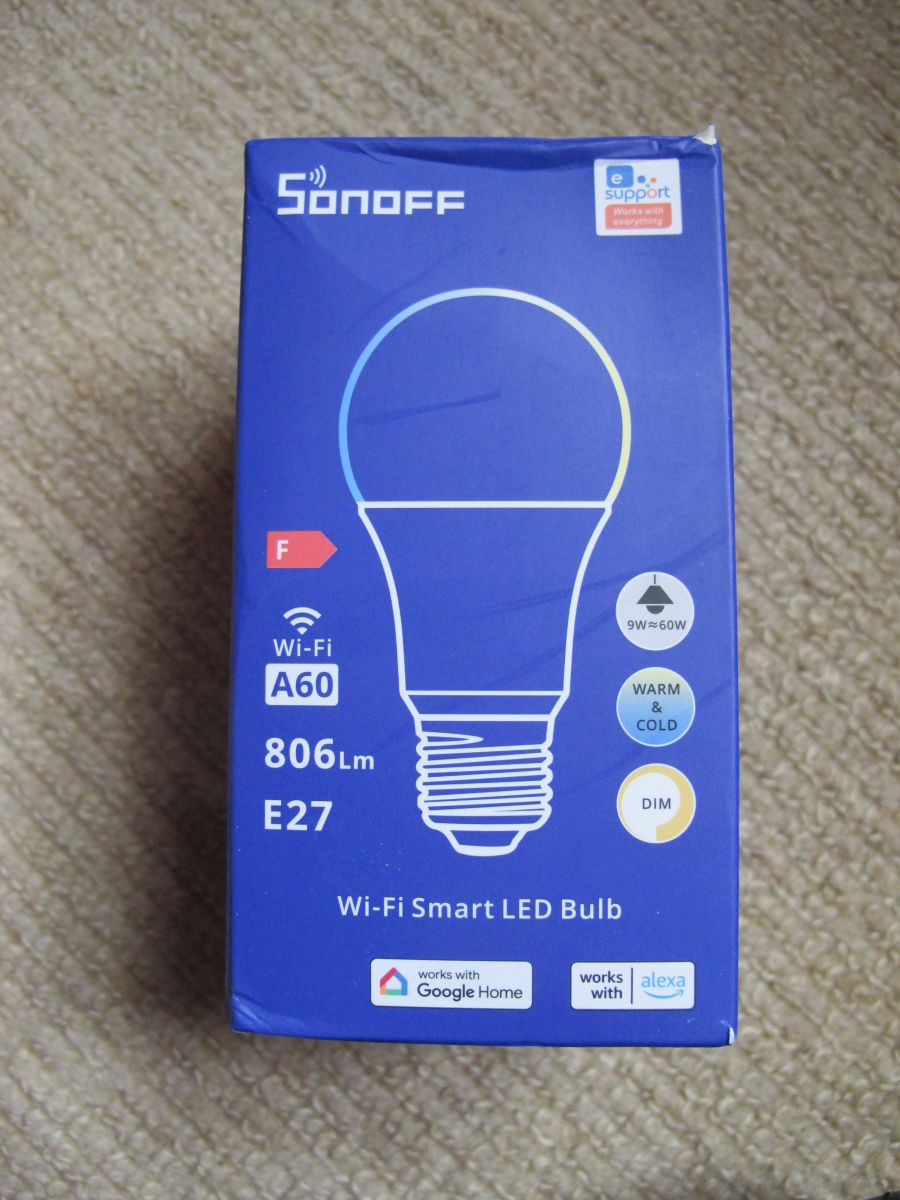 SONOFF
e
support
Works with
everything
F
Wi-Fi
A60
806Lm
E27
9W≈60W
WARM
&
COLD
DIM
Wi-Fi Smart LED Bulb
works with
Google Home
works
with
alexa